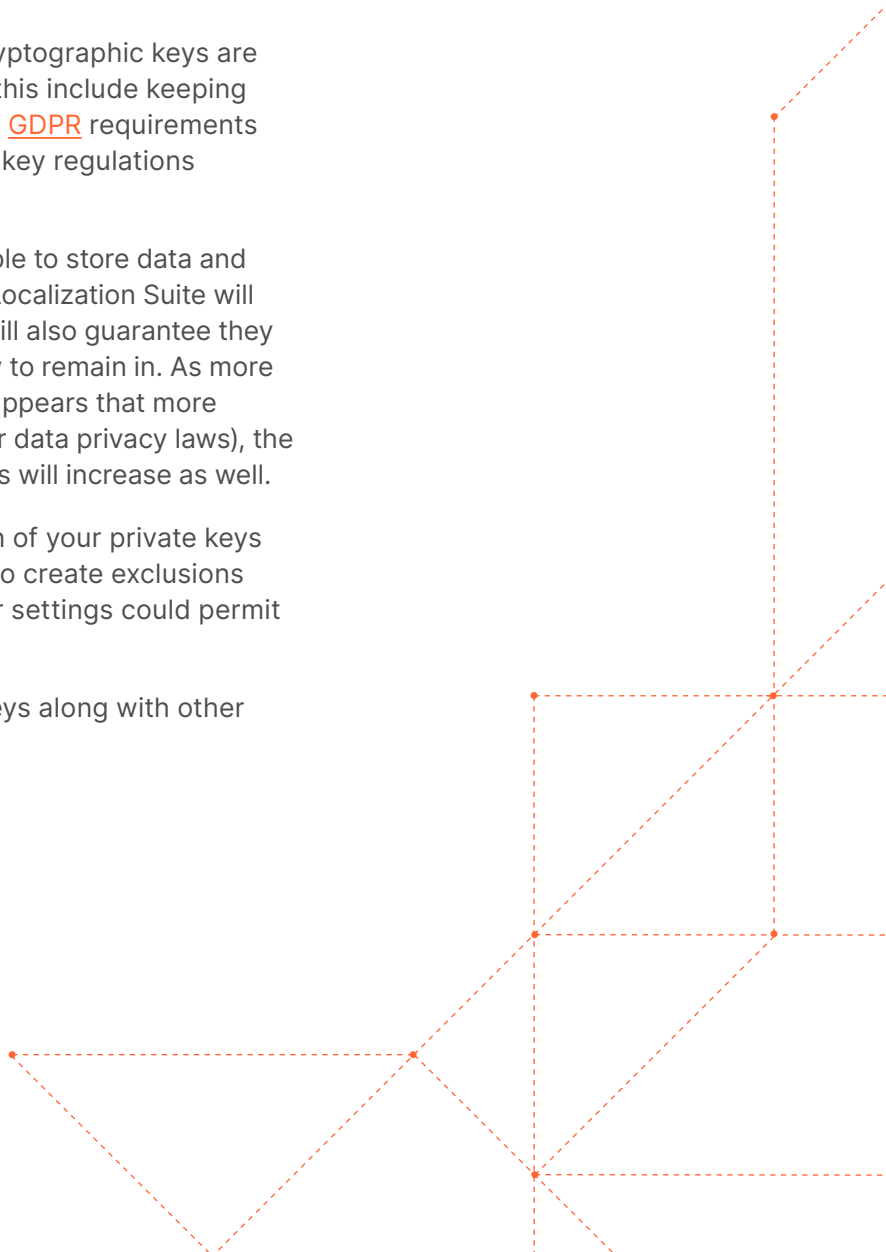 yptographic keys are
this include keeping
GDPR requirements
key regulations
ble to store data and
Localization Suite will
ill also guarantee they
to remain in. As more
ppears that more
r data privacy laws), the
s will increase as well.
n of your private keys
o create exclusions
r settings could permit
eys along with other